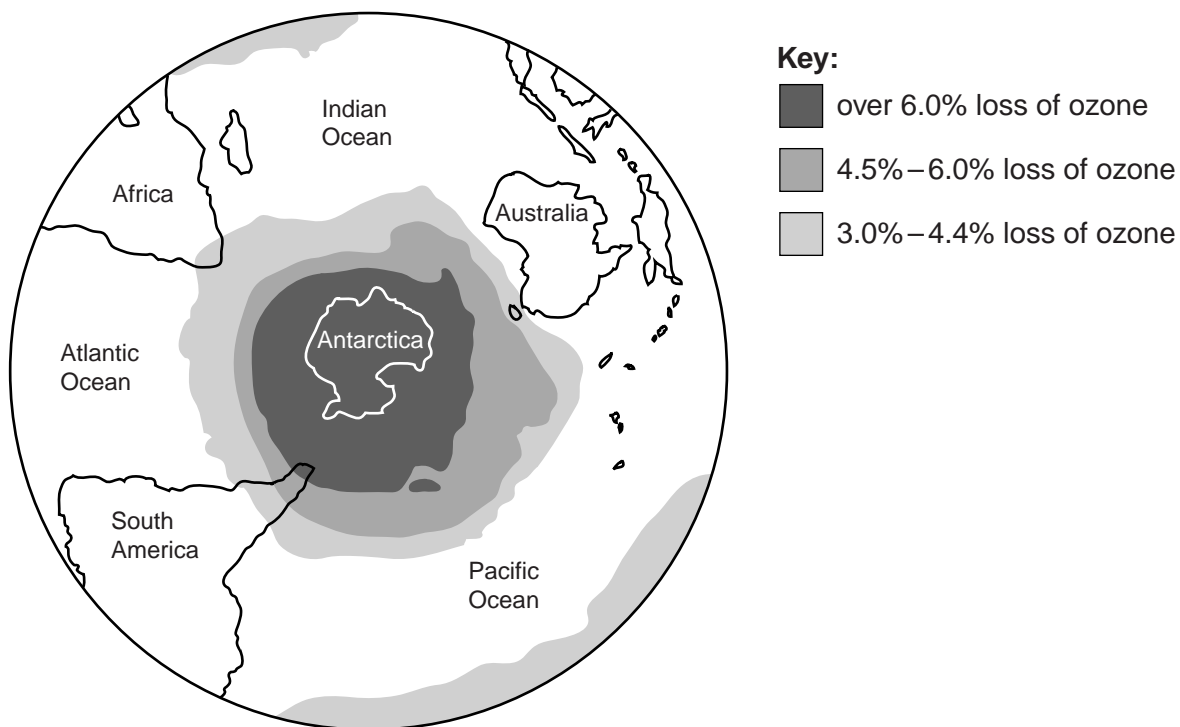 Indian
Ocean
Africa
Australia
Antarctica
Atlantic
Ocean
South
America
Pacific
Ocean
Key:
over 6.0% loss of ozone
4.5%–6.0% loss of ozone
3.0%–4.4% loss of ozone